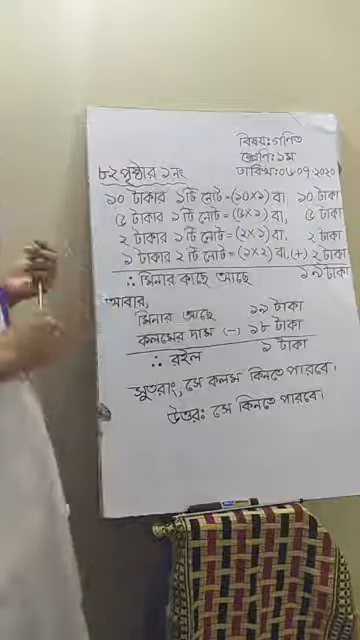 বিষয়ঃ গণিত
শ্রেণিঃ ১ম
তারিখঃ ০৬·০৭·২০২০
৮২ পৃষ্ঠার ১নং
১০ টাকার ১টি নোট = (১০×১) বা, ১০ টাকা
৫ টাকার ১টি নোট = (৫×১) বা, ৫ টাকা
২ টাকার ১টি নোট = (২×১) বা, ২ টাকা
১ টাকার ২টি নোট = (১×২) বা, (+) ২ টাকা
∴ মিনার কাছে আছে ১৯ টাকা
আবার,
মিনার আছে ১৯ টাকা
কলমের দাম (-) ১৮ টাকা
∴ রইল ১ টাকা
সুতরাং, সে কলম কিনতে পারবে।
উত্তরঃ সে কিনতে পারবে।